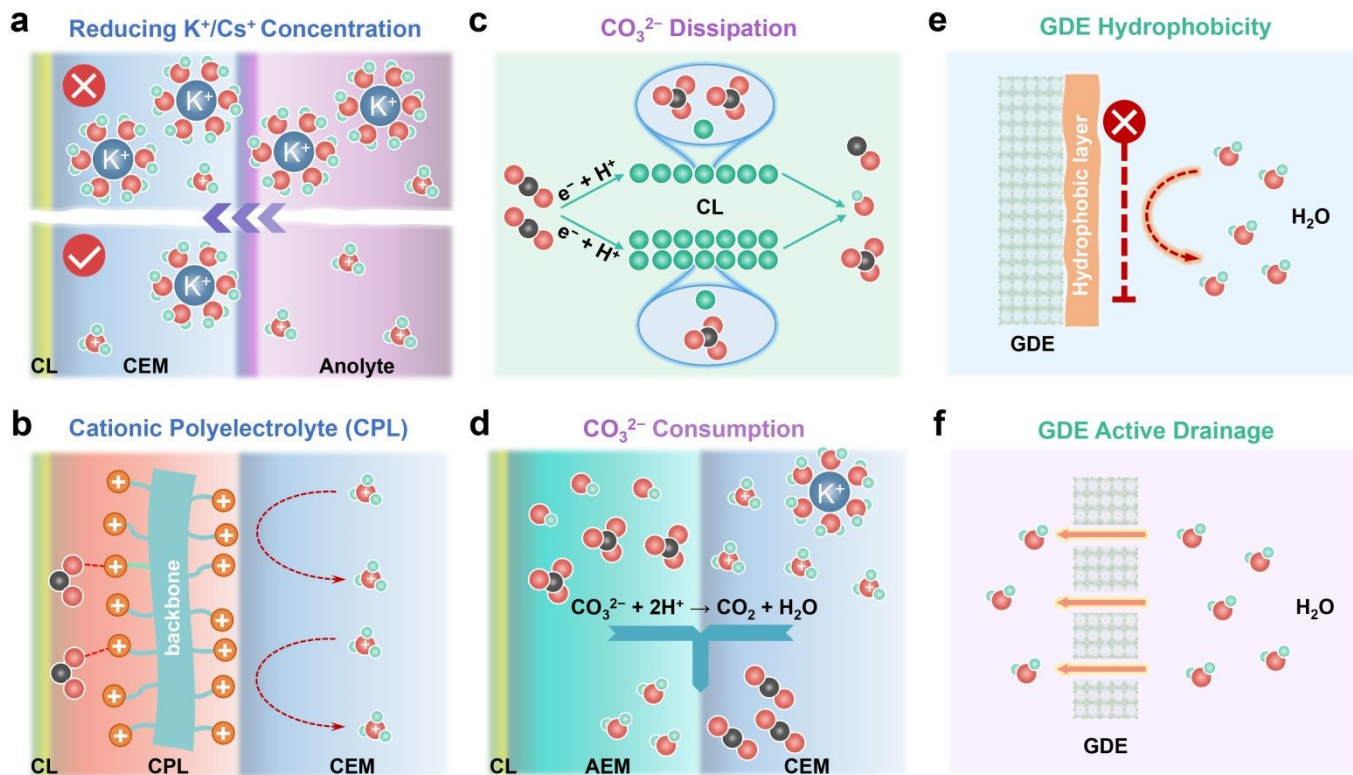 a Reducing K⁺/Cs⁺ Concentration
K⁺
K⁺
K⁺
K⁺
+
+
K⁺
+
+
+
+
CL CEM Anolyte
b Cationic Polyelectrolyte (CPL)
+ + + + + + +
backbone
+ + + + + + +
+
+
+
+
CL CPL CEM
c CO₃²⁻ Dissipation
e⁻ + H⁺
CL
e⁻ + H⁺
d CO₃²⁻ Consumption
K⁺
+
+
+
+
CO₃²⁻ + 2H⁺ → CO₂ + H₂O
CL AEM CEM
e GDE Hydrophobicity
Hydrophobic layer
H₂O
GDE
f GDE Active Drainage
H₂O
GDE